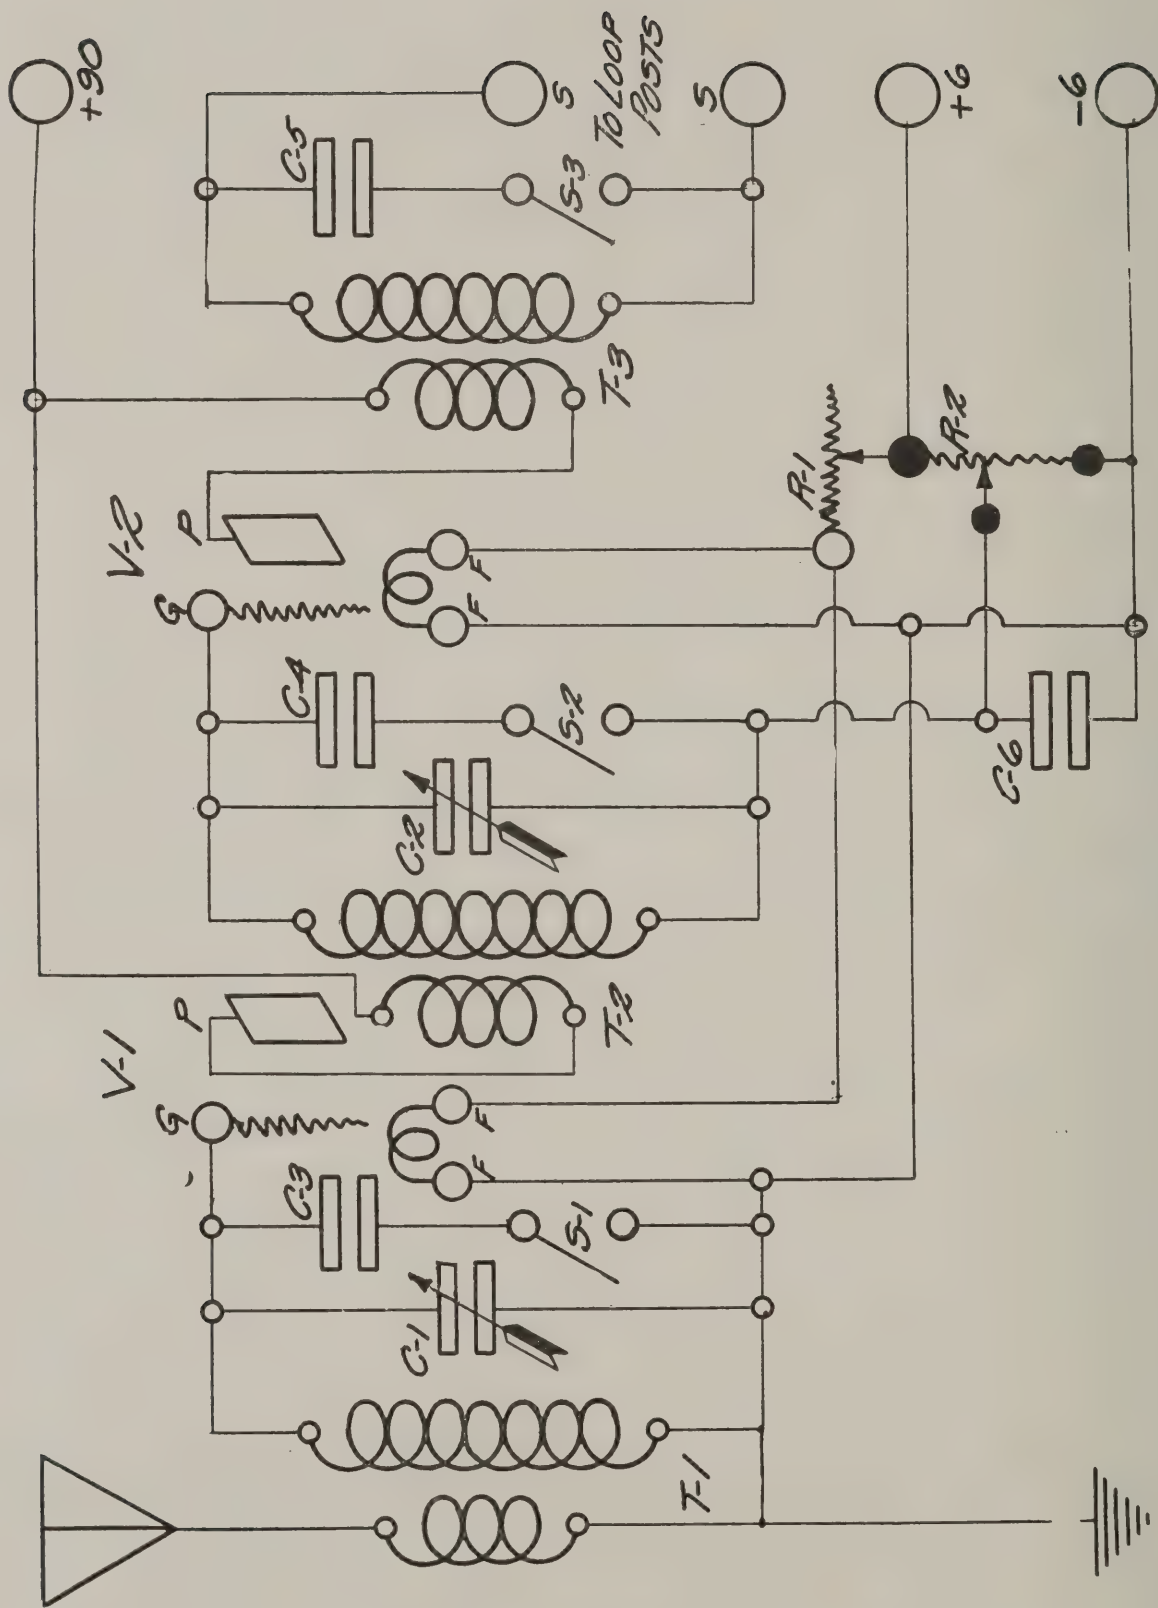 +90
C-5
S
S-3
TO LOOP
POSTS
S
+6
-6
V-2
P
G
F
F
T-3
R-1
R-2
C-4
S-2
C-2
C-6
V-1
P
G
F
F
T-2
C-3
S-1
C-1
T-1